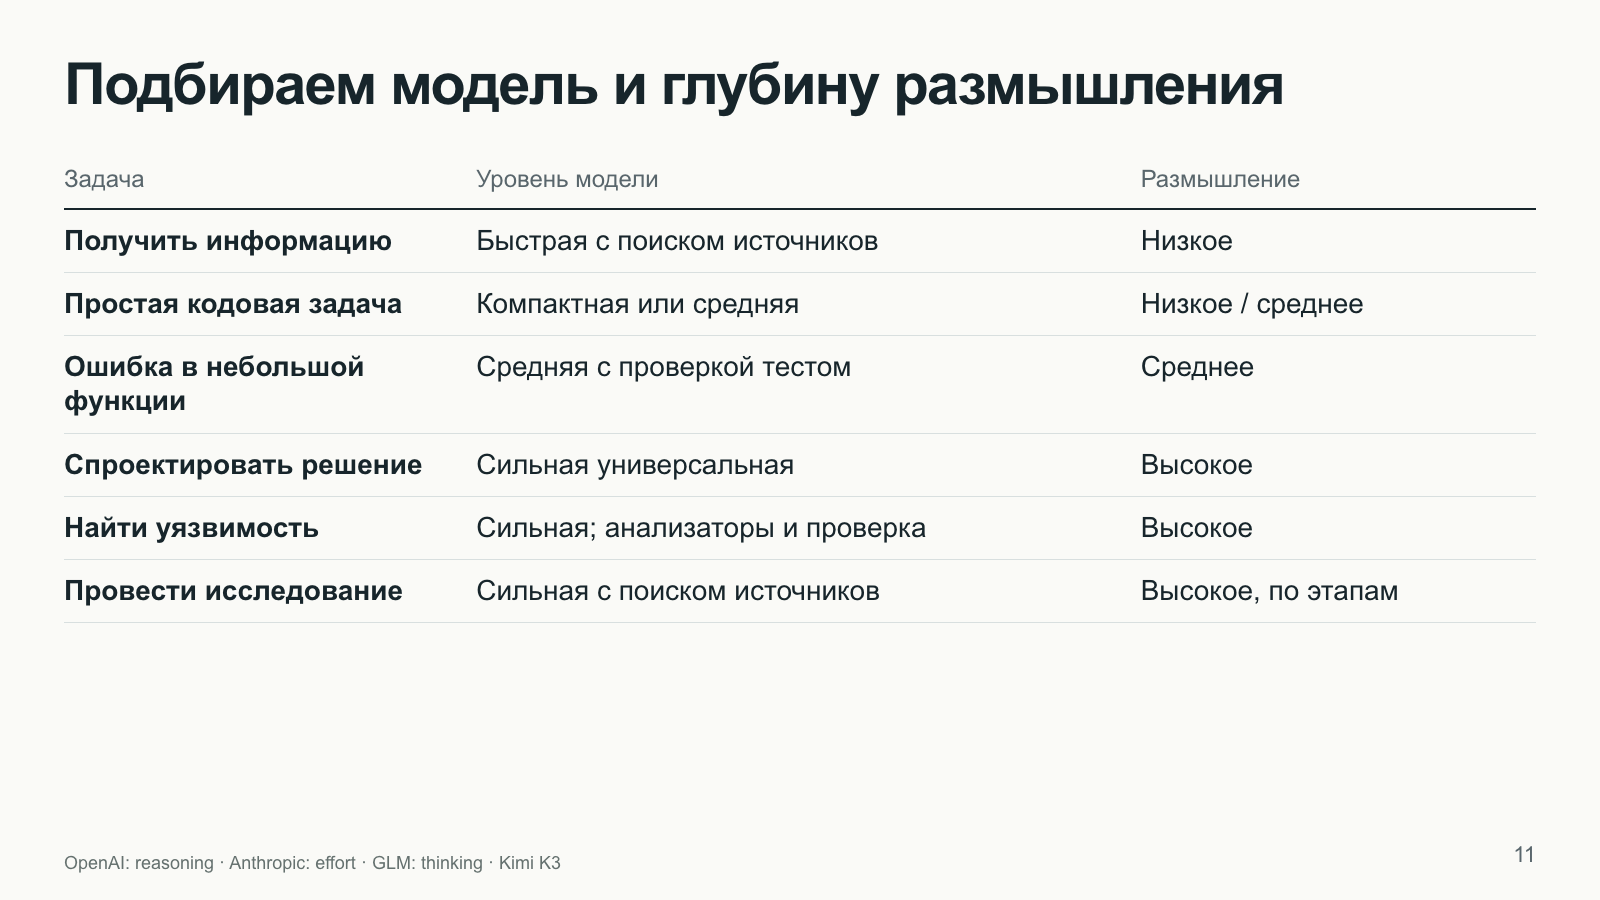 Подбираем модель и глубину размышления
Задача Уровень модели Размышление
Получить информацию Быстрая с поиском источников Низкое
Простая кодовая задача Компактная или средняя Низкое / среднее
Ошибка в небольшой Средняя с проверкой тестом Среднее
функции
Спроектировать решение Сильная универсальная Высокое
Найти уязвимость Сильная; анализаторы и проверка Высокое
Провести исследование Сильная с поиском источников Высокое, по этапам
OpenAI: reasoning · Anthropic: effort · GLM: thinking · Kimi K3
11